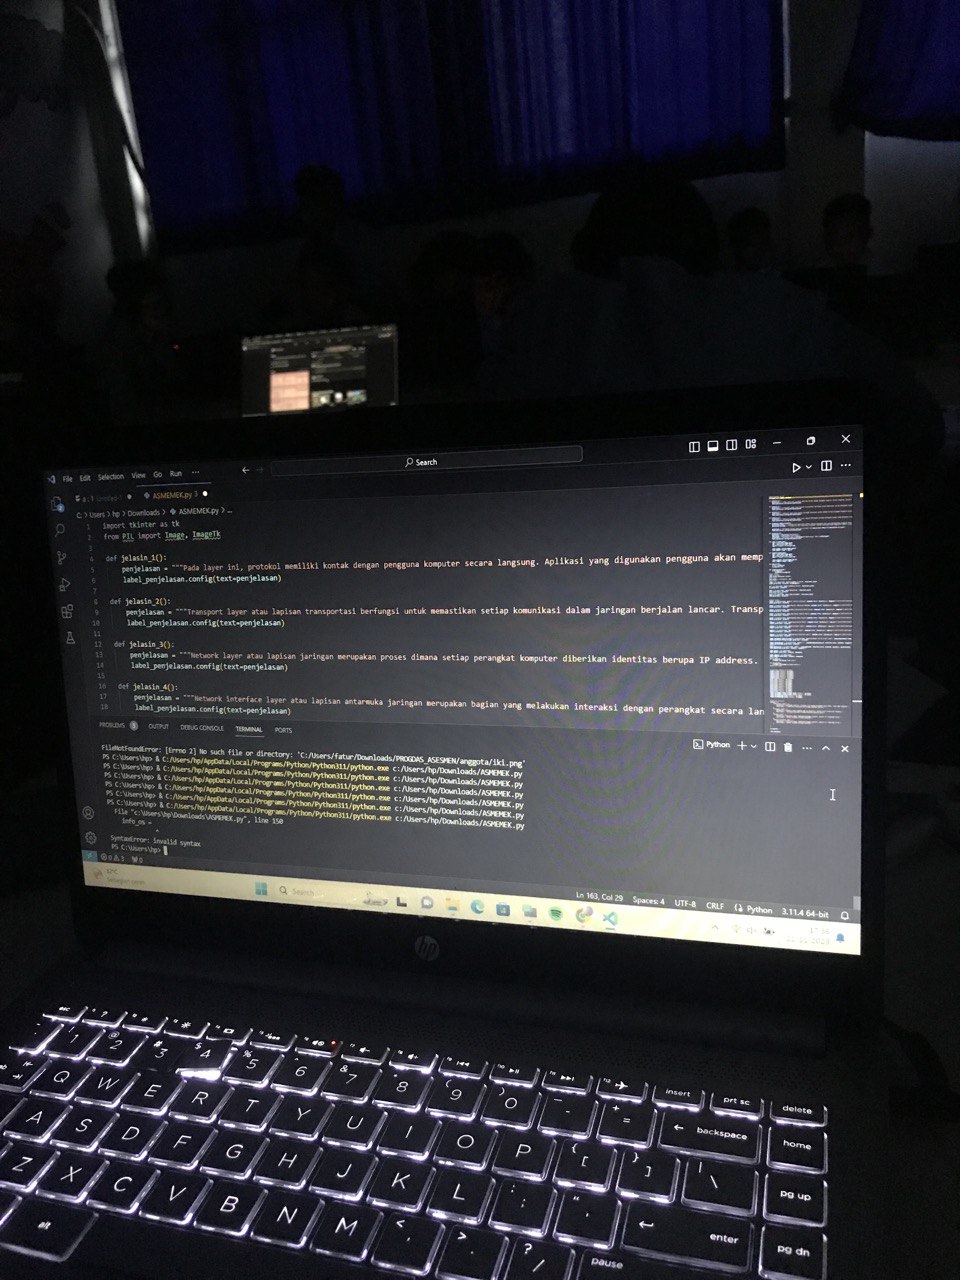 File Edit Selection View Go Run ...
Search
ASMEMEK.py 3
C: > Users > hp > Downloads > ASMEMEK.py > ...
1 import tkinter as tk
2 from PIL import Image, ImageTk
3
4 def jelasin_1():
5 penjelasan = """Pada layer ini, protokol memiliki kontak dengan pengguna komputer secara langsung. Aplikasi yang digunakan pengguna akan memp
6 label_penjelasan.config(text=penjelasan)
7
8 def jelasin_2():
9 penjelasan = """Transport layer atau lapisan transportasi berfungsi untuk memastikan setiap komunikasi dalam jaringan berjalan lancar. Transp
10 label_penjelasan.config(text=penjelasan)
11
12 def jelasin_3():
13 penjelasan = """Network layer atau lapisan jaringan merupakan proses dimana setiap perangkat komputer diberikan identitas berupa IP address.
14 label_penjelasan.config(text=penjelasan)
15
16 def jelasin_4():
17 penjelasan = """Network interface layer atau lapisan antarmuka jaringan merupakan bagian yang melakukan interaksi dengan perangkat secara lan
18 label_penjelasan.config(text=penjelasan)
PROBLEMS 3 OUTPUT DEBUG CONSOLE TERMINAL PORTS
Python
FileNotFoundError: [Errno 2] No such file or directory: 'C:/Users/fatur/Downloads/PROGDAS_ASESMEN/anggota/iki.png'
PS C:\Users\hp> & C:/Users/hp/AppData/Local/Programs/Python/Python311/python.exe c:/Users/hp/Downloads/ASMEMEK.py
PS C:\Users\hp> & C:/Users/hp/AppData/Local/Programs/Python/Python311/python.exe c:/Users/hp/Downloads/ASMEMEK.py
PS C:\Users\hp> & C:/Users/hp/AppData/Local/Programs/Python/Python311/python.exe c:/Users/hp/Downloads/ASMEMEK.py
PS C:\Users\hp> & C:/Users/hp/AppData/Local/Programs/Python/Python311/python.exe c:/Users/hp/Downloads/ASMEMEK.py
PS C:\Users\hp> & C:/Users/hp/AppData/Local/Programs/Python/Python311/python.exe c:/Users/hp/Downloads/ASMEMEK.py
PS C:\Users\hp> & C:/Users/hp/AppData/Local/Programs/Python/Python311/python.exe c:/Users/hp/Downloads/ASMEMEK.py
File "c:\Users\hp\Downloads\ASMEMEK.py", line 150
info_os =
^
SyntaxError: invalid syntax
PS C:\Users\hp>
0 3 0
Ln 163, Col 29 Spaces: 4 UTF-8 CRLF Python 3.11.4 64-bit
Search
hp
esc
insert prt sc delete
1 @ 2 # 3 $ 4 % 5 ^ 6 & 7 * 8 ( 9 ) 0 _ - + = backspace home
Q W E R T Y U I O P { [ } ] | \ pg up
A S D F G H J K L : ; " ' enter pg dn
Z X C V B N M < , > . ? / pause
alt